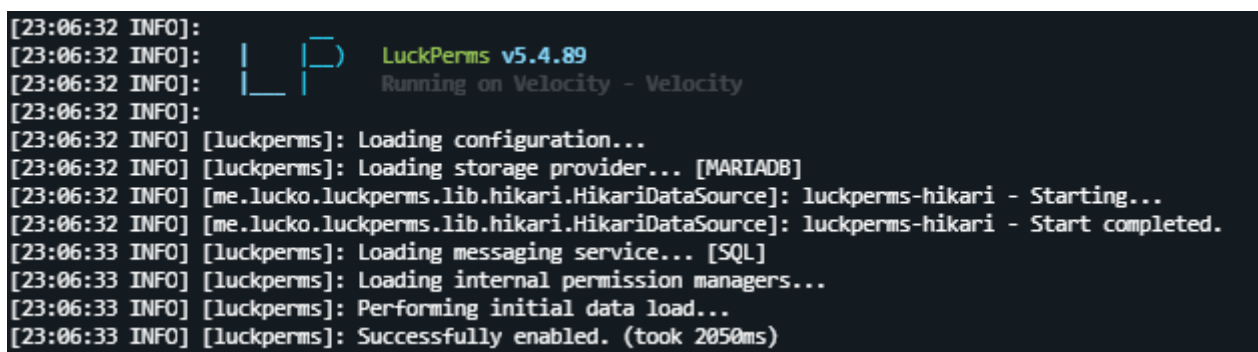 [23:06:32 INFO]:        __
[23:06:32 INFO]:   |    |__)   LuckPerms v5.4.89
[23:06:32 INFO]:   |___ |      Running on Velocity - Velocity
[23:06:32 INFO]:
[23:06:32 INFO] [luckperms]: Loading configuration...
[23:06:32 INFO] [luckperms]: Loading storage provider... [MARIADB]
[23:06:32 INFO] [me.lucko.luckperms.lib.hikari.HikariDataSource]: luckperms-hikari - Starting...
[23:06:32 INFO] [me.lucko.luckperms.lib.hikari.HikariDataSource]: luckperms-hikari - Start completed.
[23:06:33 INFO] [luckperms]: Loading messaging service... [SQL]
[23:06:33 INFO] [luckperms]: Loading internal permission managers...
[23:06:33 INFO] [luckperms]: Performing initial data load...
[23:06:33 INFO] [luckperms]: Successfully enabled. (took 2050ms)